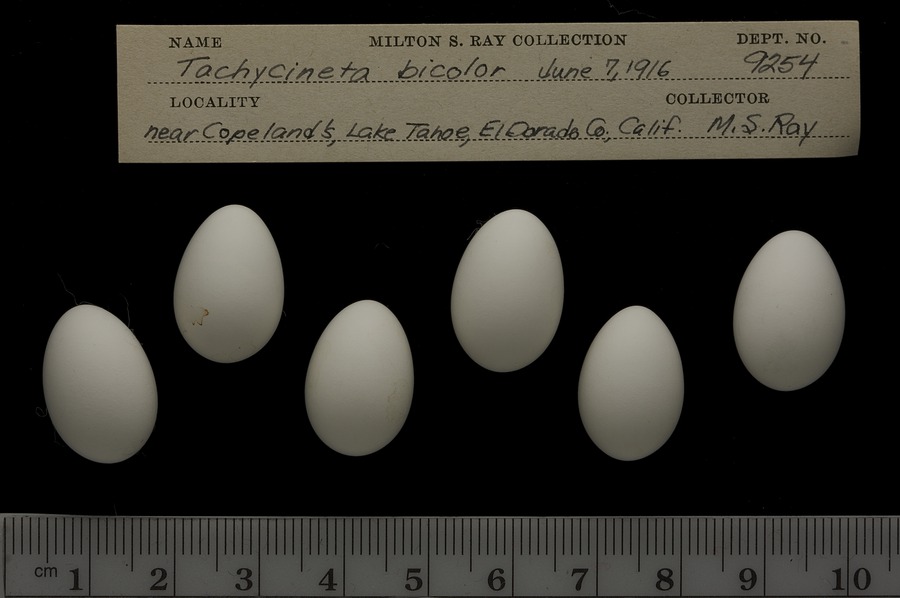 NAME MILTON S. RAY COLLECTION DEPT. NO.
Tachycineta bicolor June 7, 1916 9254
LOCALITY COLLECTOR
near Copeland's, Lake Tahoe, El Dorado Co., Calif. M.S. Ray
cm 1 2 3 4 5 6 7 8 9 10